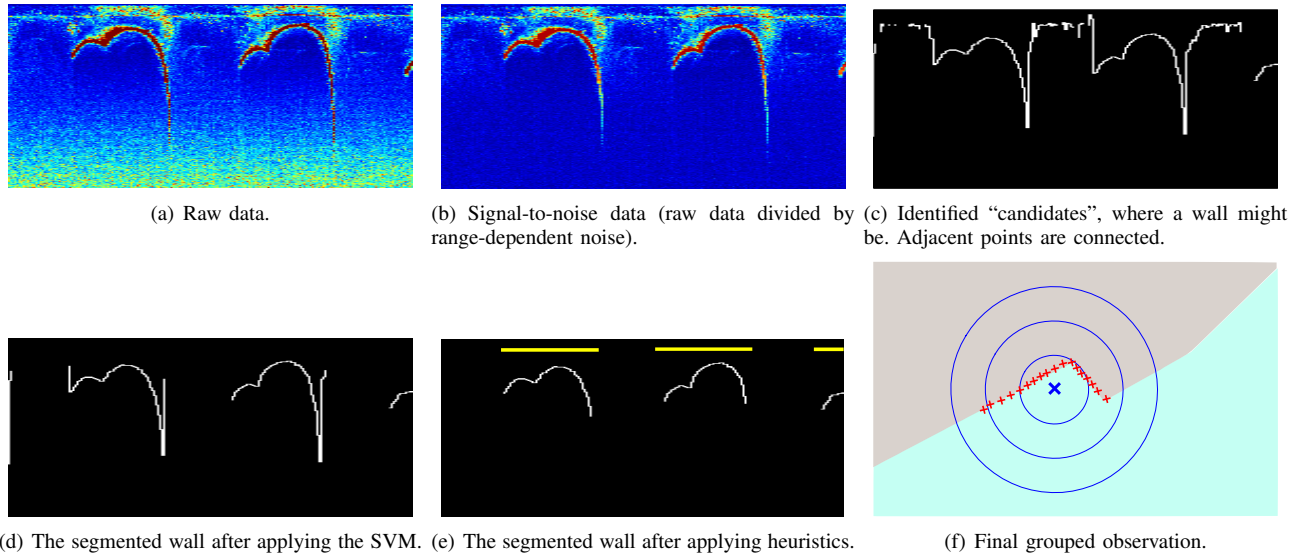 (a) Raw data.
(b) Signal-to-noise data (raw data divided by
range-dependent noise).
(c) Identified “candidates”, where a wall might
be. Adjacent points are connected.
(d) The segmented wall after applying the SVM.
(e) The segmented wall after applying heuristics.
(f) Final grouped observation.